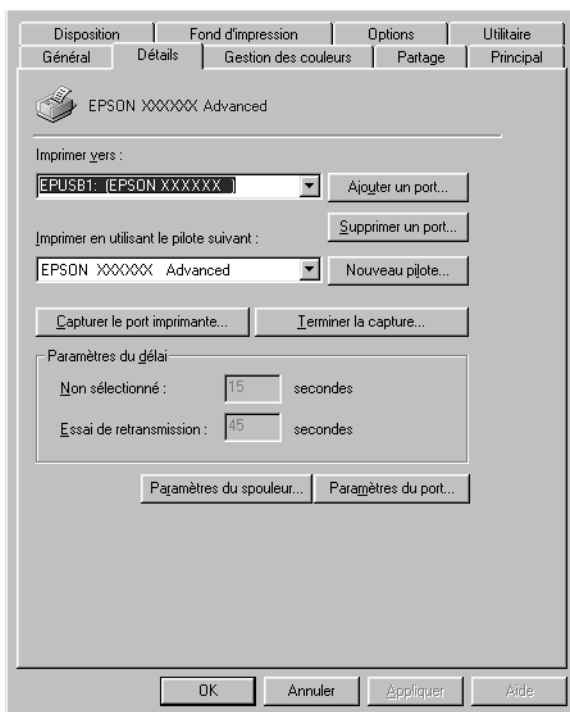 Disposition Fond d'impression Options Utilitaire
Général Détails Gestion des couleurs Partage Principal
EPSON XXXXXX Advanced
Imprimer vers :
EPUSB1: (EPSON XXXXXX )
Ajouter un port...
Supprimer un port...
Imprimer en utilisant le pilote suivant :
EPSON XXXXXX Advanced
Nouveau pilote...
Capturer le port imprimante... Terminer la capture...
Paramètres du délai
Non sélectionné : 15 secondes
Essai de retransmission : 45 secondes
Paramètres du spouleur... Paramètres du port...
OK Annuler Appliquer Aide